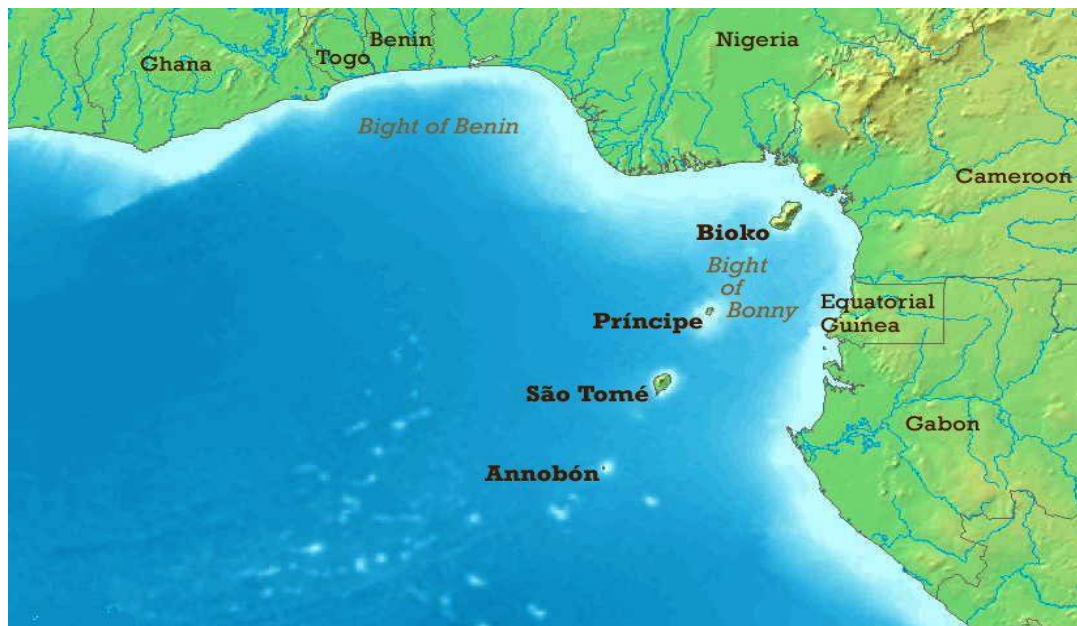 Benin
Nigeria
Togo
Ghana
Bight of Benin
Cameroon
Bioko
Bight
of
Bonny
Equatorial
Guinea
Príncipe
São Tomé
Gabon
Annobón